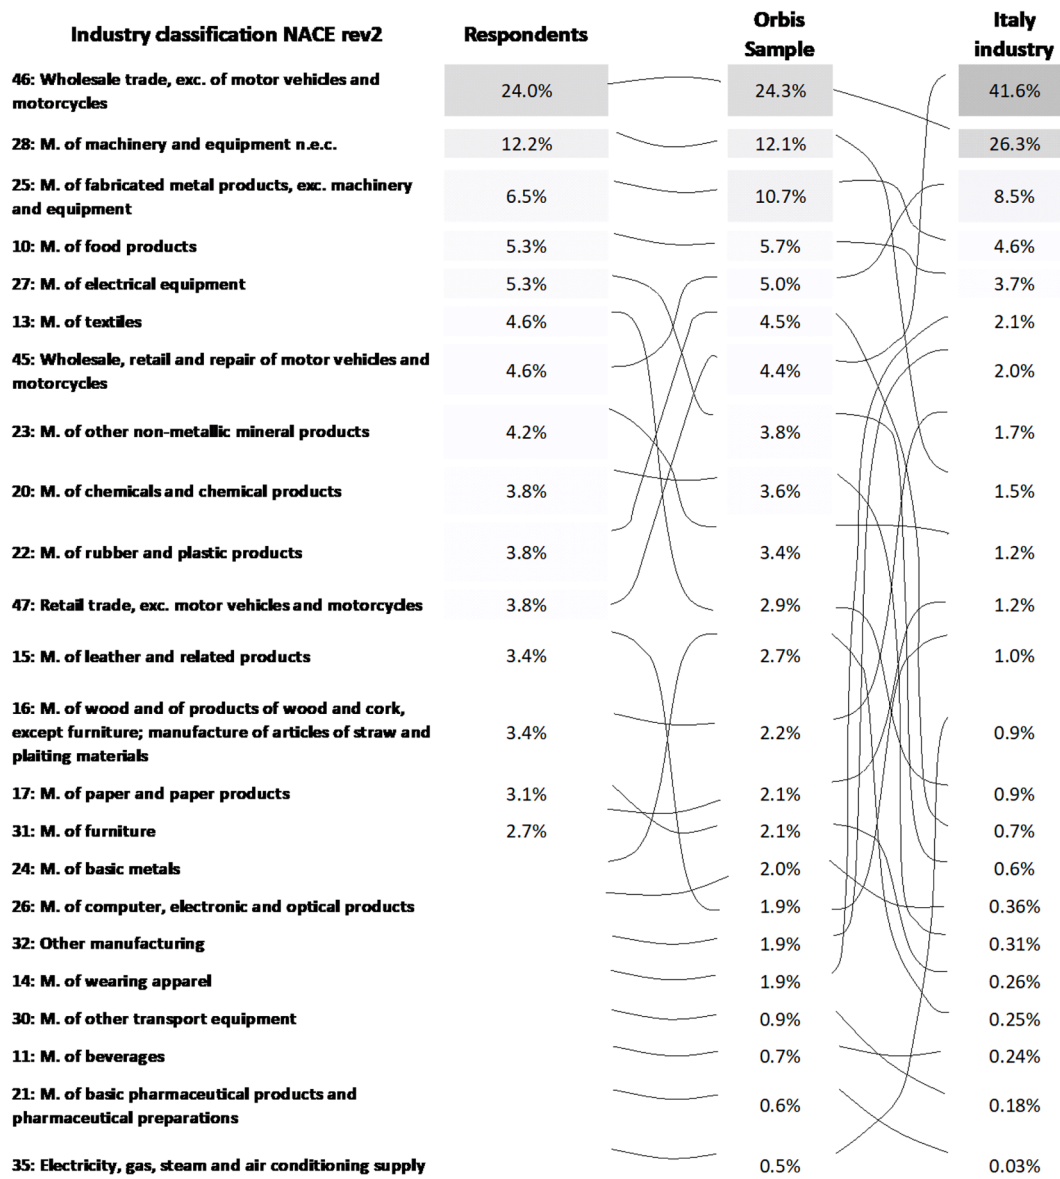 Industry classification NACE rev2 Respondents Orbis Sample Italy industry
46: Wholesale trade, exc. of motor vehicles and
motorcycles
24.0% 24.3% 41.6%
28: M. of machinery and equipment n.e.c. 12.2% 12.1% 26.3%
25: M. of fabricated metal products, exc. machinery
and equipment
6.5% 10.7% 8.5%
10: M. of food products 5.3% 5.7% 4.6%
27: M. of electrical equipment 5.3% 5.0% 3.7%
13: M. of textiles 4.6% 4.5% 2.1%
45: Wholesale, retail and repair of motor vehicles and
motorcycles
4.6% 4.4% 2.0%
23: M. of other non-metallic mineral products 4.2% 3.8% 1.7%
20: M. of chemicals and chemical products 3.8% 3.6% 1.5%
22: M. of rubber and plastic products 3.8% 3.4% 1.2%
47: Retail trade, exc. motor vehicles and motorcycles 3.8% 2.9% 1.2%
15: M. of leather and related products 3.4% 2.7% 1.0%
16: M. of wood and of products of wood and cork,
except furniture; manufacture of articles of straw and
plaiting materials
3.4% 2.2% 0.9%
17: M. of paper and paper products 3.1% 2.1% 0.9%
31: M. of furniture 2.7% 2.1% 0.7%
24: M. of basic metals 2.0% 0.6%
26: M. of computer, electronic and optical products 1.9% 0.36%
32: Other manufacturing 1.9% 0.31%
14: M. of wearing apparel 1.9% 0.26%
30: M. of other transport equipment 0.9% 0.25%
11: M. of beverages 0.7% 0.24%
21: M. of basic pharmaceutical products and
pharmaceutical preparations
0.6% 0.18%
35: Electricity, gas, steam and air conditioning supply 0.5% 0.03%